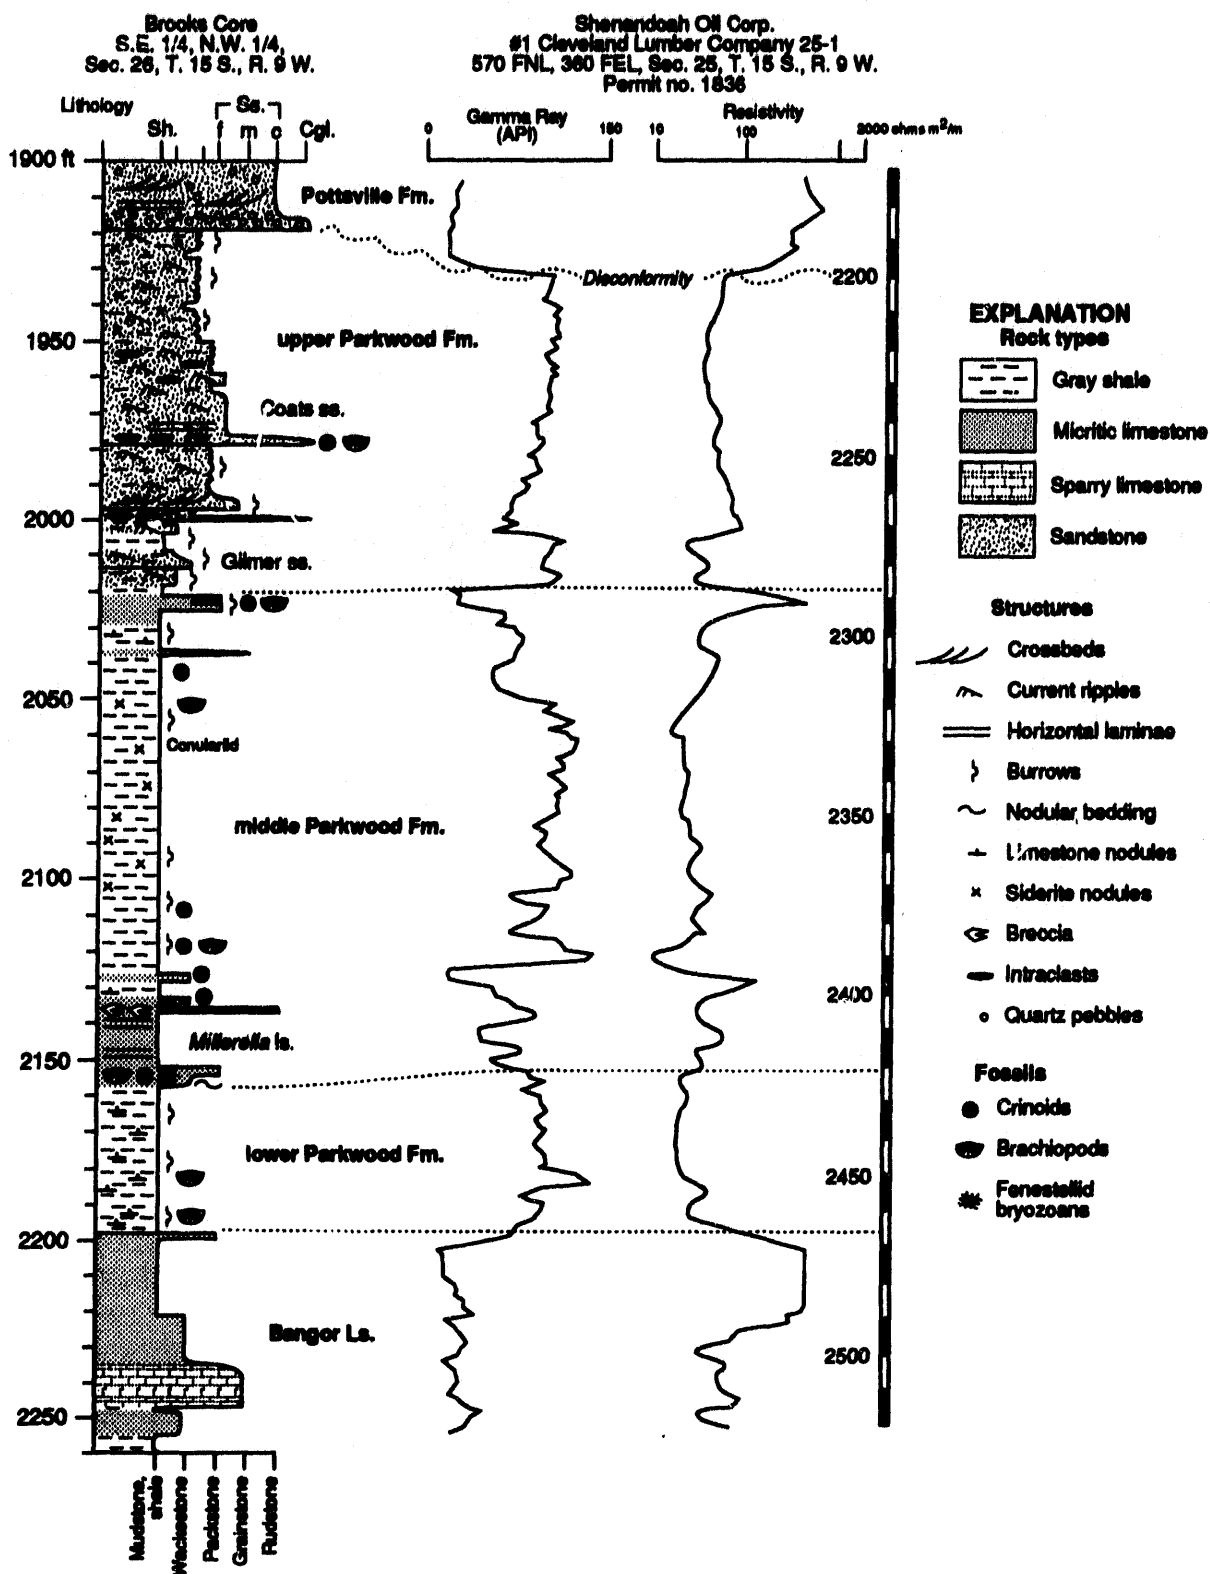 Brooks Core
S.E. 1/4, N.W. 1/4,
Sec. 26, T. 15 S., R. 9 W.
Shenandoah Oil Corp.
#1 Cleveland Lumber Company 25-1
570 FNL, 360 FEL, Sec. 25, T. 15 S., R. 9 W.
Permit no. 1836
Lithology
Ss.
Sh. f m c Cgl.
Gamma Ray
(API)
0 150
Resistivity
10 100 2000 ohms m²/m
1900 ft
Pottsville Fm.
Disconformity
2200
1950
upper Parkwood Fm.
Coats ss.
2250
2000
Gilmer ss.
2300
2050
Conulariid
2350
middle Parkwood Fm.
2100
2400
Millerella ls.
2150
lower Parkwood Fm.
2450
2200
Bangor Ls.
2500
2250
Mudstone,
shale
Wackestone
Packstone
Grainstone
Rudstone
EXPLANATION
Rock types
Gray shale
Micritic limestone
Sparry limestone
Sandstone
Structures
Crossbeds
Current ripples
Horizontal laminae
Burrows
Nodular bedding
Limestone nodules
Siderite nodules
Breccia
Intraclasts
Quartz pebbles
Fossils
Crinoids
Brachiopods
Fenestellid
bryozoans